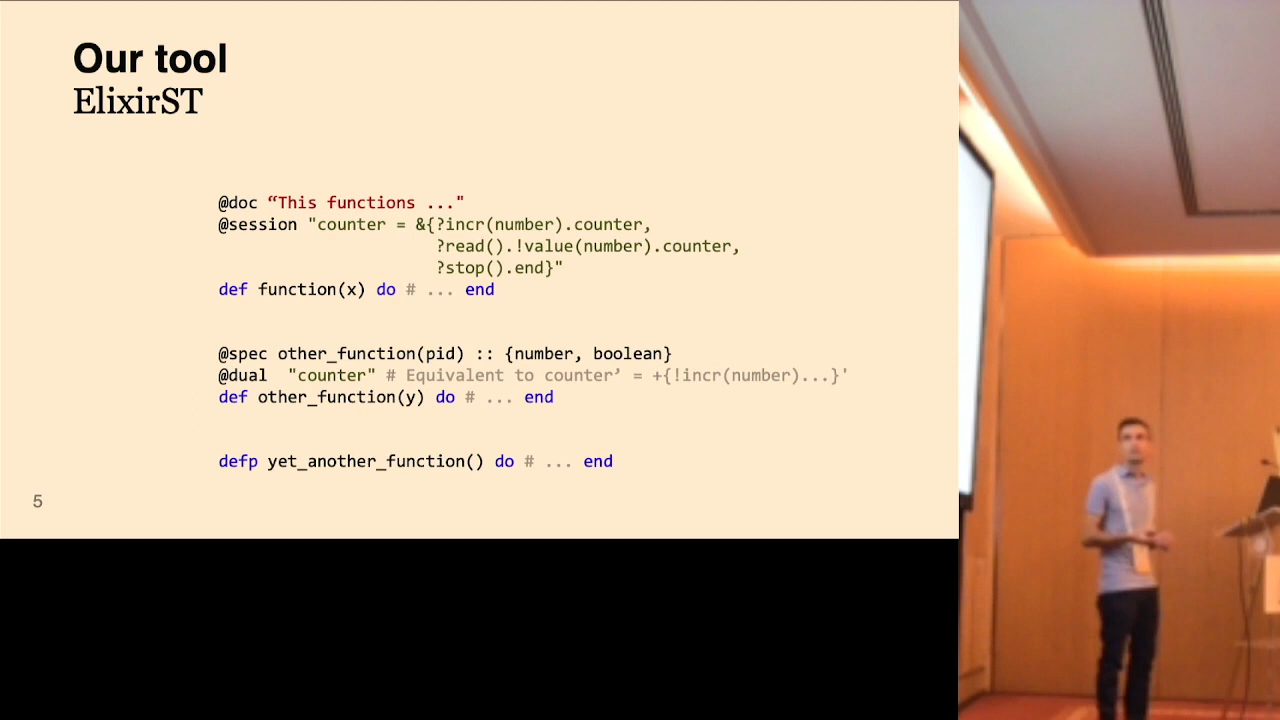 Our tool
ElixirST
@doc “This functions ..."
@session "counter = &{?incr(number).counter,
?read().!value(number).counter,
?stop().end}"
def function(x) do # ... end
@spec other_function(pid) :: {number, boolean}
@dual "counter" # Equivalent to counter’ = +{!incr(number)...}'
def other_function(y) do # ... end
defp yet_another_function() do # ... end
5